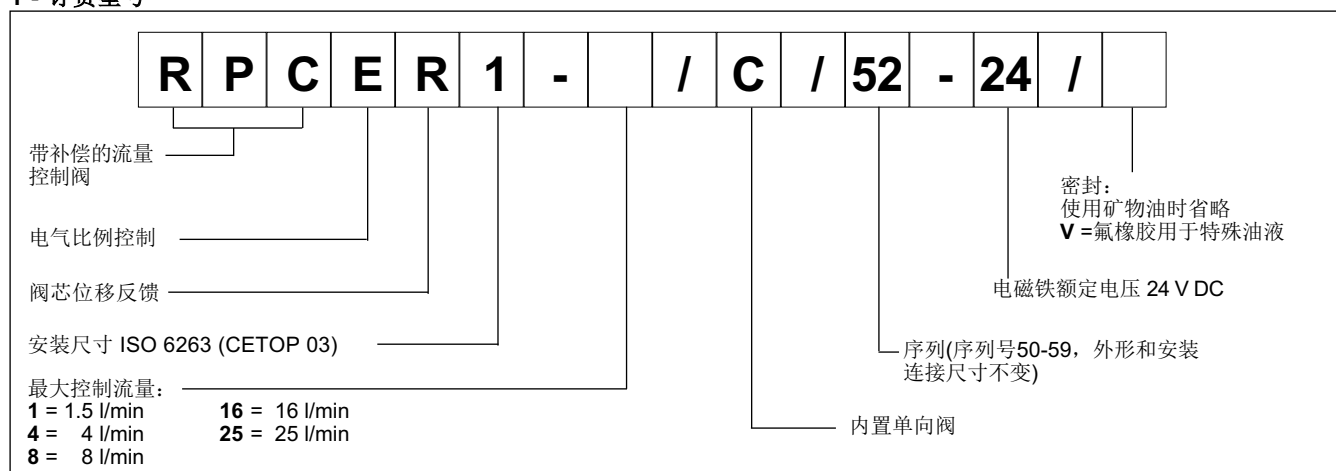 RPCER1-  / C / 52 - 24 /
带补偿的流量
控制阀
电气比例控制
阀芯位移反馈
安装尺寸 ISO 6263 (CETOP 03)
最大控制流量：
1 = 1.5 l/min  16 = 16 l/min
4 = 4 l/min  25 = 25 l/min
8 = 8 l/min
密封：
使用矿物油时省略
V =氟橡胶用于特殊油液
电磁铁额定电压 24 V DC
序列(序列号50-59，外形和安装
连接尺寸不变)
内置单向阀